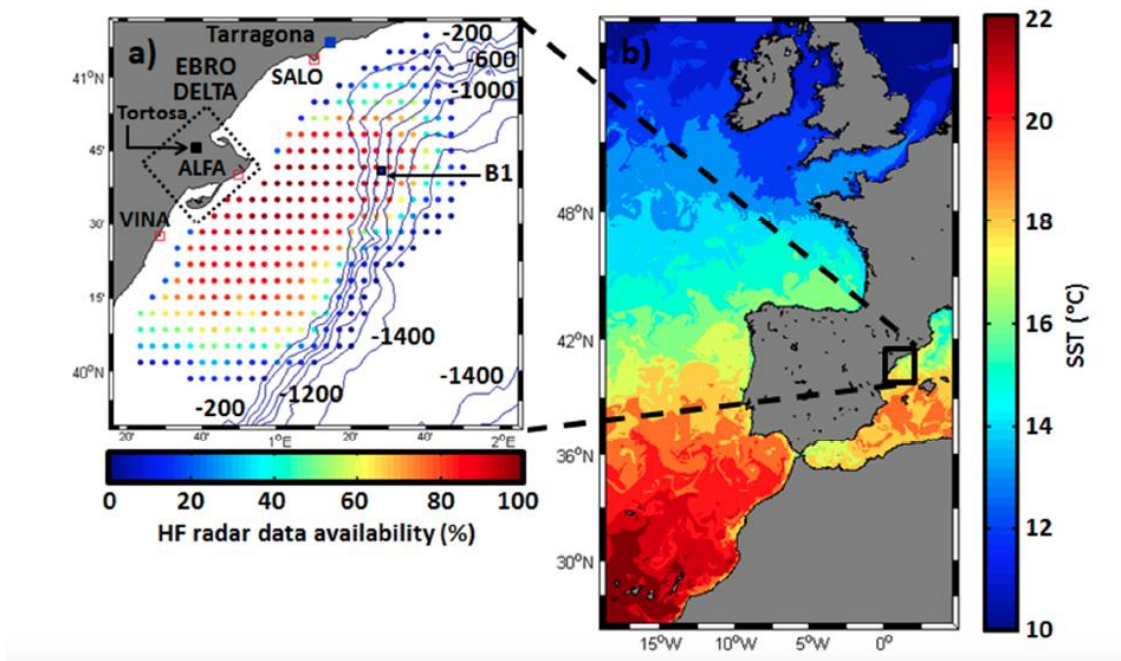 a)
Tarragona
SALO
EBRO
DELTA
Tortosa
ALFA
VINA
B1
-200
-600
-1000
-1400
-1400
-1200
-200
41°N
45'
30'
15'
40°N
20'
40'
1°E
20'
40'
2°E
0 20 40 60 80 100
HF radar data availability (%)
b)
48°N
42°N
36°N
30°N
15°W 10°W 5°W 0°
22
20
18
16
14
12
10
SST (°C)